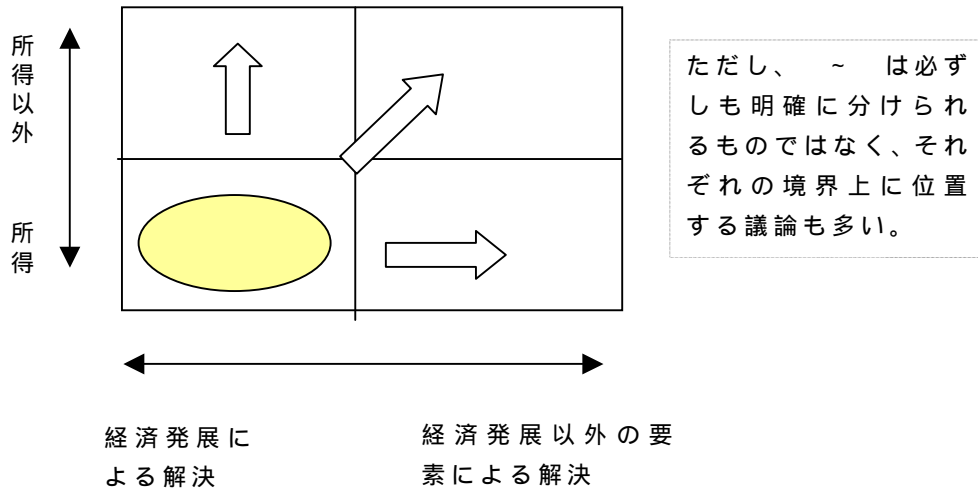 所得以外
所得
ただし、　~　は必ず
しも明確に分けられ
るものではなく、それ
ぞれの境界上に位置
する議論も多い。
経済発展に
よる解決
経済発展以外の要
素による解決